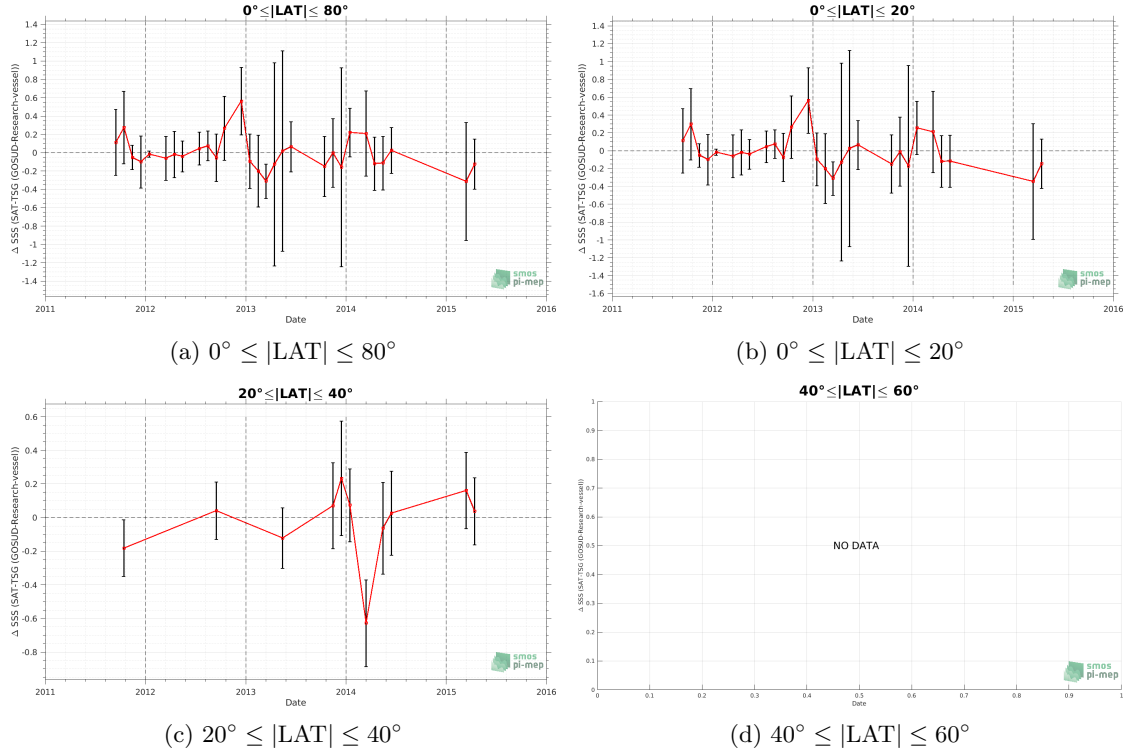 0°≤|LAT|≤ 80°
Δ SSS (SAT-TSG (GOSUD-Research-vessel))
1.4
1.2
1
0.8
0.6
0.4
0.2
0
-0.2
-0.4
-0.6
-0.8
-1
-1.2
-1.4
2011 2012 2013 2014 2015 2016
Date
smos
pi-mep
(a) 0° ≤ |LAT| ≤ 80°
0°≤|LAT|≤ 20°
Δ SSS (SAT-TSG (GOSUD-Research-vessel))
1.4
1.2
1
0.8
0.6
0.4
0.2
0
-0.2
-0.4
-0.6
-0.8
-1
-1.2
-1.4
-1.6
2011 2012 2013 2014 2015 2016
Date
smos
pi-mep
(b) 0° ≤ |LAT| ≤ 20°
20°≤|LAT|≤ 40°
Δ SSS (SAT-TSG (GOSUD-Research-vessel))
0.6
0.4
0.2
0
-0.2
-0.4
-0.6
-0.8
2011 2012 2013 2014 2015 2016
Date
smos
pi-mep
(c) 20° ≤ |LAT| ≤ 40°
40°≤|LAT|≤ 60°
Δ SSS (SAT-TSG (GOSUD-Research-vessel))
1
0.9
0.8
0.7
0.6
0.5
0.4
0.3
0.2
0.1
0
NO DATA
0 0.1 0.2 0.3 0.4 0.5 0.6 0.7 0.8 0.9 1
Date
smos
pi-mep
(d) 40° ≤ |LAT| ≤ 60°